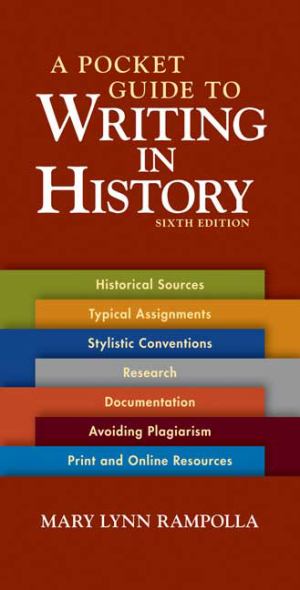 A POCKET
GUIDE TO
WRITING
IN
HISTORY
SIXTH EDITION
Historical Sources
Typical Assignments
Stylistic Conventions
Research
Documentation
Avoiding Plagiarism
Print and Online Resources
MARY LYNN RAMPOLLA